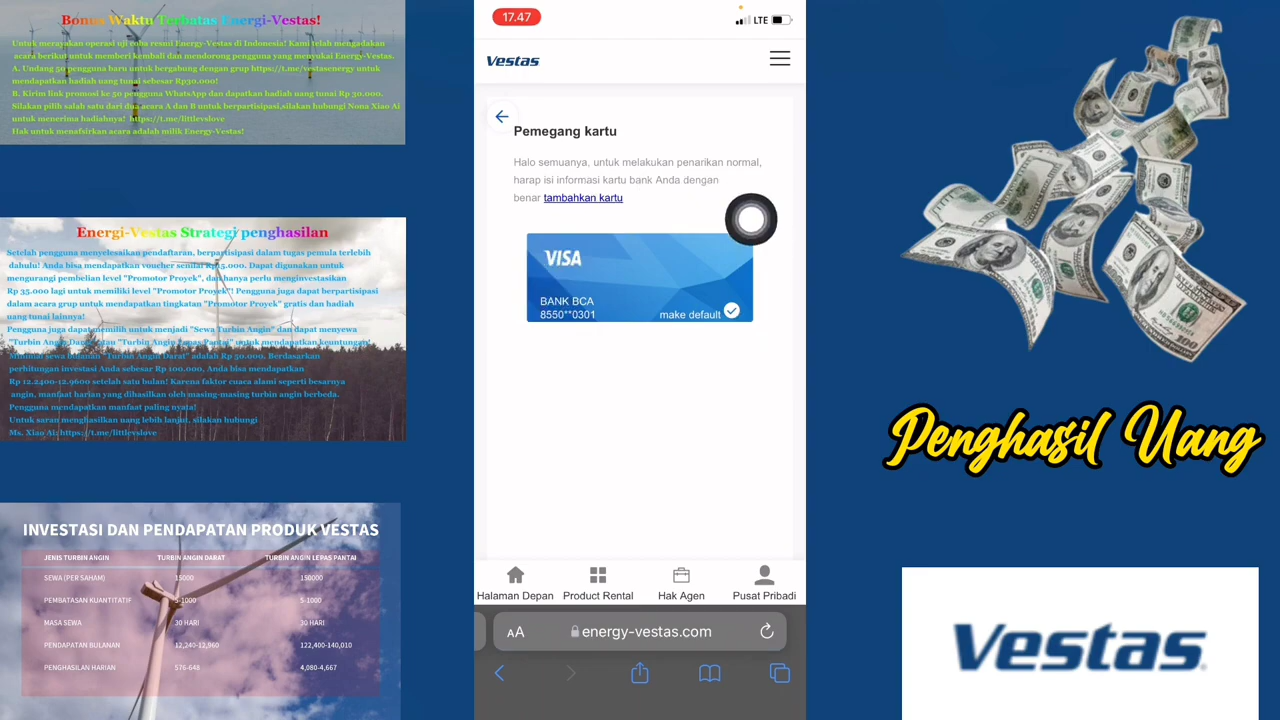 Bonus Waktu Terbatas Energi-Vestas!
Untuk merayakan operasi uji coba resmi Energy-Vestas di Indonesia! Kami telah mengadakan
acara berikut untuk memberi kembali dan mendorong pengguna yang menyukai Energy-Vestas.
A. Undang 50 pengguna baru untuk bergabung dengan grup https://t.me/vestasenergy untuk
mendapatkan hadiah uang tunai sebesar Rp30.000!
B. Kirim link promosi ke 50 pengguna WhatsApp dan dapatkan hadiah uang tunai Rp 30.000.
Silakan pilih salah satu dari dua acara A dan B untuk berpartisipasi,silakan hubungi Nona Xiao Ai
untuk menerima hadiahnya! https://t.me/littlevslove
Hak untuk menafsirkan acara adalah milik Energy-Vestas!
Energi-Vestas Strategi penghasilan
Setelah pengguna menyelesaikan pendaftaran, berpartisipasi dalam tugas pemula terlebih
dahulu! Anda bisa mendapatkan voucher senilai Rp15.000. Dapat digunakan untuk
mengurangi pembelian level "Promotor Proyek", dan hanya perlu menginvestasikan
Rp 35.000 lagi untuk memiliki level "Promotor Proyek"! Pengguna juga dapat berpartisipasi
dalam acara grup untuk mendapatkan tingkatan "Promotor Proyek" gratis dan hadiah
uang tunai lainnya!
Pengguna juga dapat memilih untuk menjadi "Sewa Turbin Angin" dan dapat menyewa
"Turbin Angin Darat" atau "Turbin Angin Lepas Pantai" untuk mendapatkan keuntungan!
Minimal sewa bulanan "Turbin Angin Darat" adalah Rp 50.000. Berdasarkan
perhitungan investasi Anda sebesar Rp 100.000, Anda bisa mendapatkan
Rp 12.2400-12.9600 setelah satu bulan! Karena faktor cuaca alami seperti besarnya
angin, manfaat harian yang dihasilkan oleh masing-masing turbin angin berbeda.
Pengguna mendapatkan manfaat paling nyata!
Untuk saran menghasilkan uang lebih lanjut, silakan hubungi
Ms. Xiao Ai: https://t.me/littlevslove
INVESTASI DAN PENDAPATAN PRODUK VESTAS
JENIS TURBIN ANGIN TURBIN ANGIN DARAT TURBIN ANGIN LEPAS PANTAI
SEWA (PER SAHAM) 15000 150000
PEMBATASAN KUANTITATIF 5-1000 5-1000
MASA SEWA 30 HARI 30 HARI
PENDAPATAN BULANAN 12,240-12,960 122,400-140,010
PENGHASILAN HARIAN 576-648 4,080-4,667
17.47
LTE
Vestas
Pemegang kartu
Halo semuanya, untuk melakukan penarikan normal,
harap isi informasi kartu bank Anda dengan
benar tambahkan kartu
VISA
BANK BCA
8550**0301 make default
Halaman Depan Product Rental Hak Agen Pusat Pribadi
AA energy-vestas.com
Penghasil Uang
Vestas